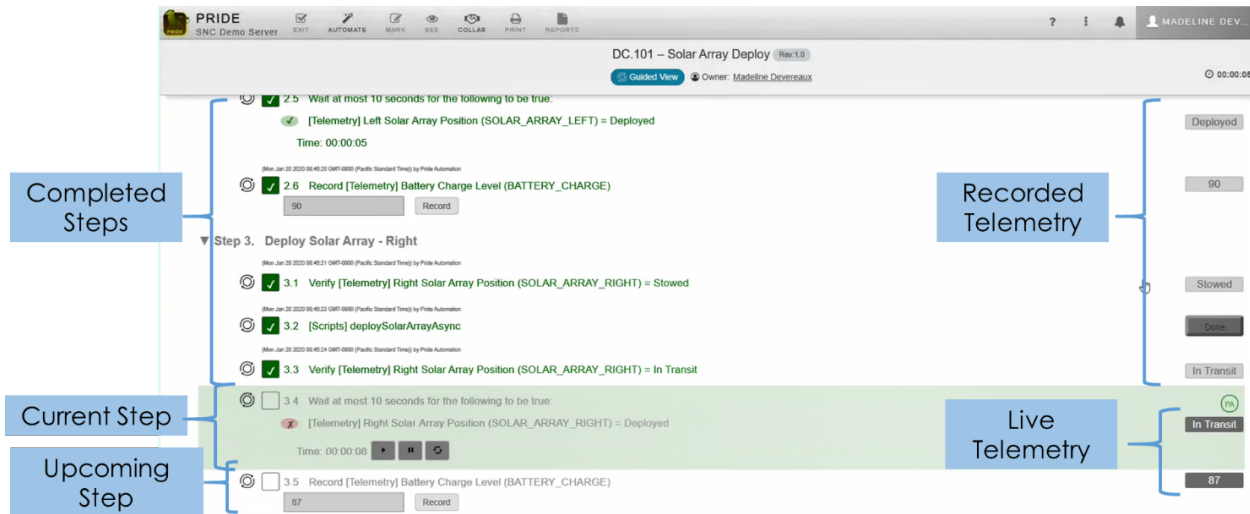 PRIDE
SNC Demo Server
EXIT AUTOMATE MARK SEE COLLAB PRINT REPORTS
? MADELINE DEV...
DC.101 – Solar Array Deploy Rev:1.0
Guided View Owner: Madeline Devereaux
00:00:05
2.5 Wait at most 10 seconds for the following to be true:
[Telemetry] Left Solar Array Position (SOLAR_ARRAY_LEFT) = Deployed
Deployed
Time: 00:00:05
(Mon Jan 20 2020 08:45:20 GMT-0800 (Pacific Standard Time)) by Pride Automation
2.6 Record [Telemetry] Battery Charge Level (BATTERY_CHARGE)
90
90 Record
Completed Steps
Recorded Telemetry
Step 3. Deploy Solar Array - Right
(Mon Jan 20 2020 08:45:21 GMT-0800 (Pacific Standard Time)) by Pride Automation
3.1 Verify [Telemetry] Right Solar Array Position (SOLAR_ARRAY_RIGHT) = Stowed
Stowed
(Mon Jan 20 2020 08:45:23 GMT-0800 (Pacific Standard Time)) by Pride Automation
3.2 [Scripts] deploySolarArrayAsync
Done
(Mon Jan 20 2020 08:45:24 GMT-0800 (Pacific Standard Time)) by Pride Automation
3.3 Verify [Telemetry] Right Solar Array Position (SOLAR_ARRAY_RIGHT) = In Transit
In Transit
Current Step
3.4 Wait at most 10 seconds for the following to be true:
PA
[Telemetry] Right Solar Array Position (SOLAR_ARRAY_RIGHT) = Deployed
In Transit
Time: 00:00:08
Live Telemetry
Upcoming Step
3.5 Record [Telemetry] Battery Charge Level (BATTERY_CHARGE)
87
87 Record